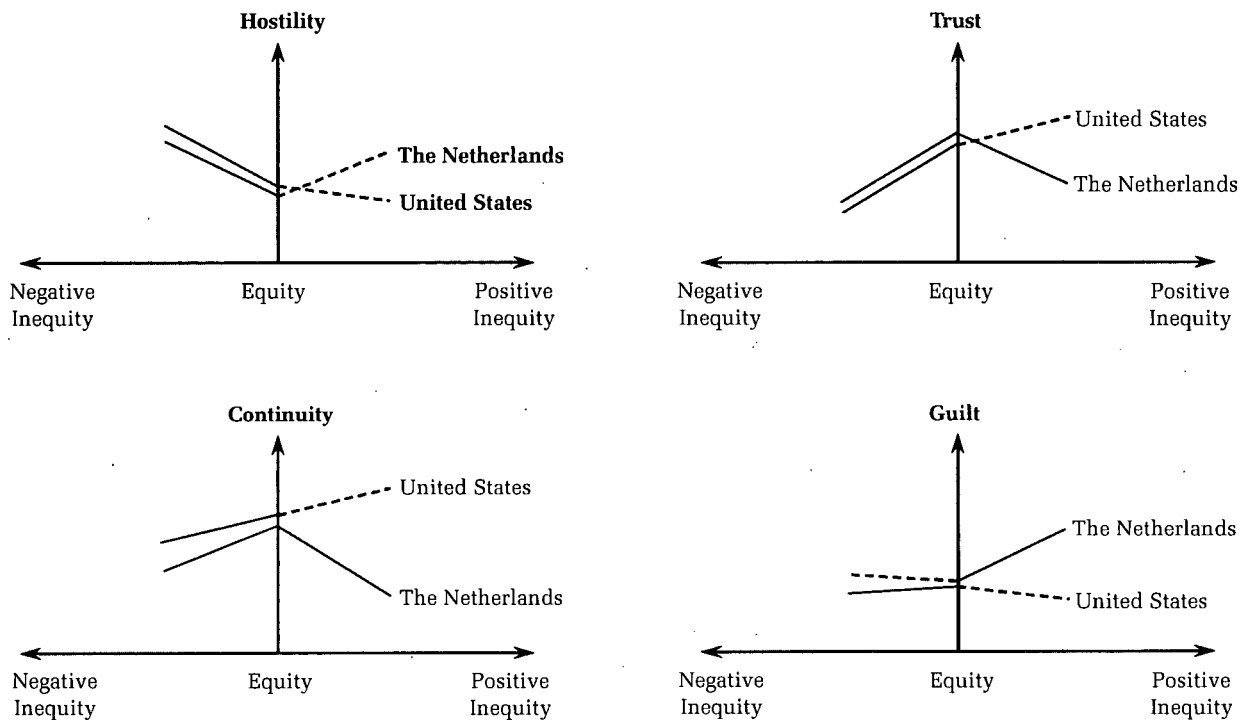 Hostility
The Netherlands
United States
Negative
Inequity
Equity
Positive
Inequity
Trust
United States
The Netherlands
Negative
Inequity
Equity
Positive
Inequity
Continuity
United States
The Netherlands
Negative
Inequity
Equity
Positive
Inequity
Guilt
The Netherlands
United States
Negative
Inequity
Equity
Positive
Inequity